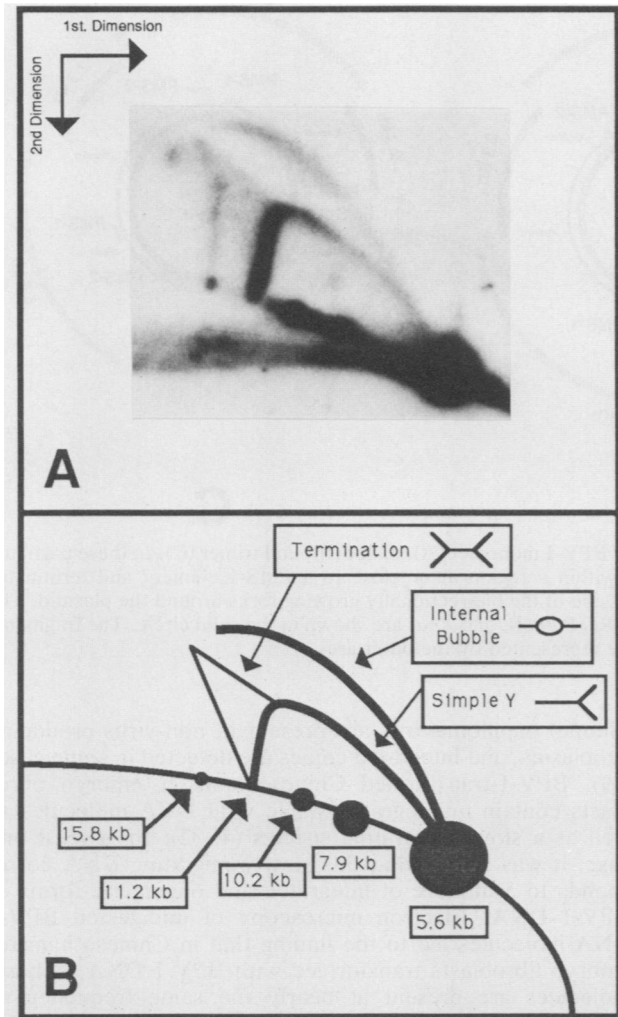 1st. Dimension
2nd Dimension
A
Termination
Internal
Bubble
Simple Y
15.8 kb
11.2 kb
10.2 kb
7.9 kb
5.6 kb
B